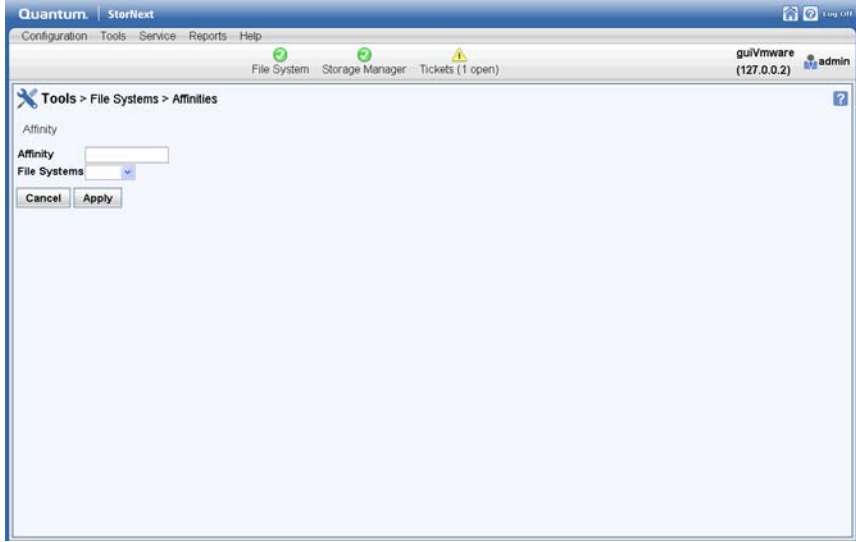 Quantum. | StorNext Log Off
Configuration Tools Service Reports Help
File System Storage Manager Tickets (1 open)
guiVmware
(127.0.0.2)
admin
Tools > File Systems > Affinities
Affinity
Affinity
File Systems
Cancel Apply